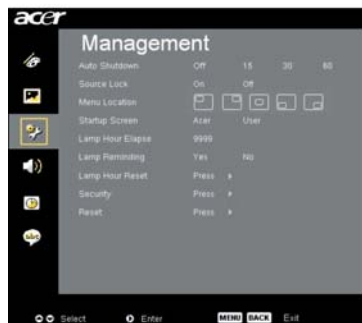 acer
Management
Auto Shutdown Off 15 30 60
Source Lock On Off
Menu Location
Startup Screen Acer User
Lamp Hour Elapse 9999
Lamp Reminding Yes No
Lamp Hour Reset Press
Security Press
Reset Press
abc
Select Enter MENU BACK Exit